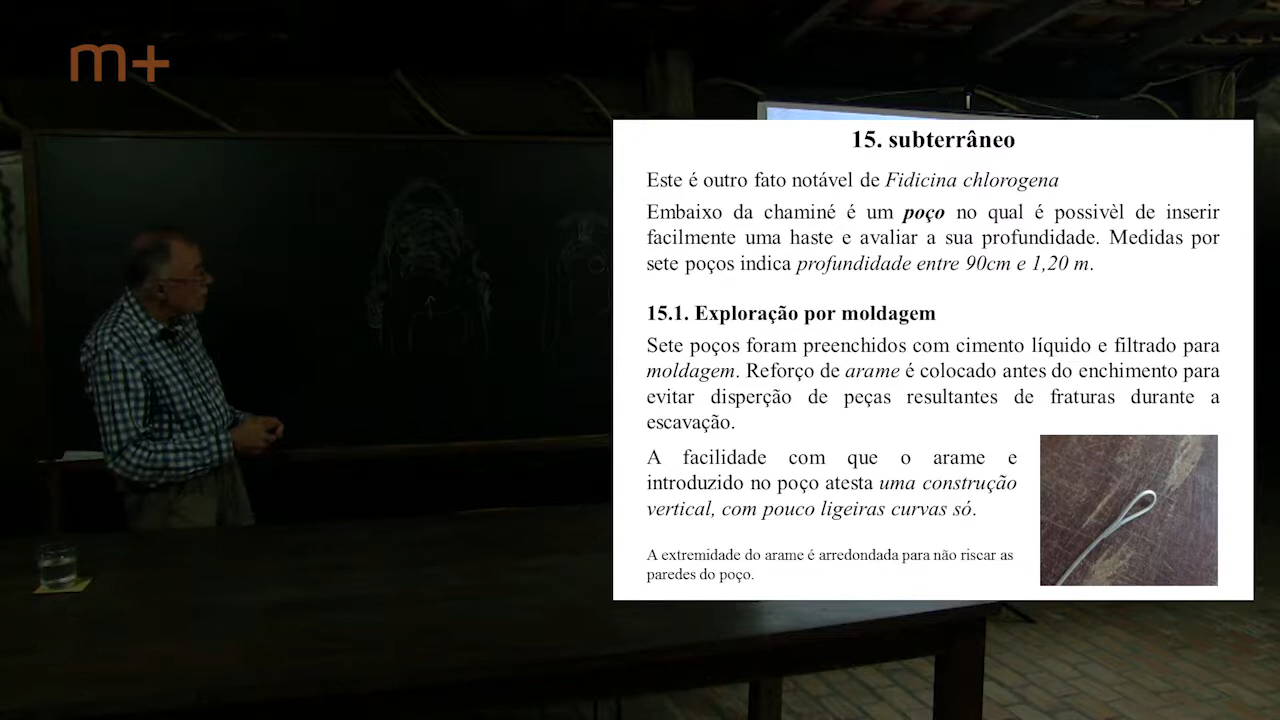 m+
15. subterrâneo
Este é outro fato notável de Fidicina chlorogena
Embaixo da chaminé é um poço no qual é possivèl de inserir
facilmente uma haste e avaliar a sua profundidade. Medidas por
sete poços indica profundidade entre 90cm e 1,20 m.
15.1. Exploração por moldagem
Sete poços foram preenchidos com cimento líquido e filtrado para
moldagem. Reforço de arame é colocado antes do enchimento para
evitar disperção de peças resultantes de fraturas durante a
escavação.
A facilidade com que o arame e
introduzido no poço atesta uma construção
vertical, com pouco ligeiras curvas só.
A extremidade do arame é arredondada para não riscar as
paredes do poço.